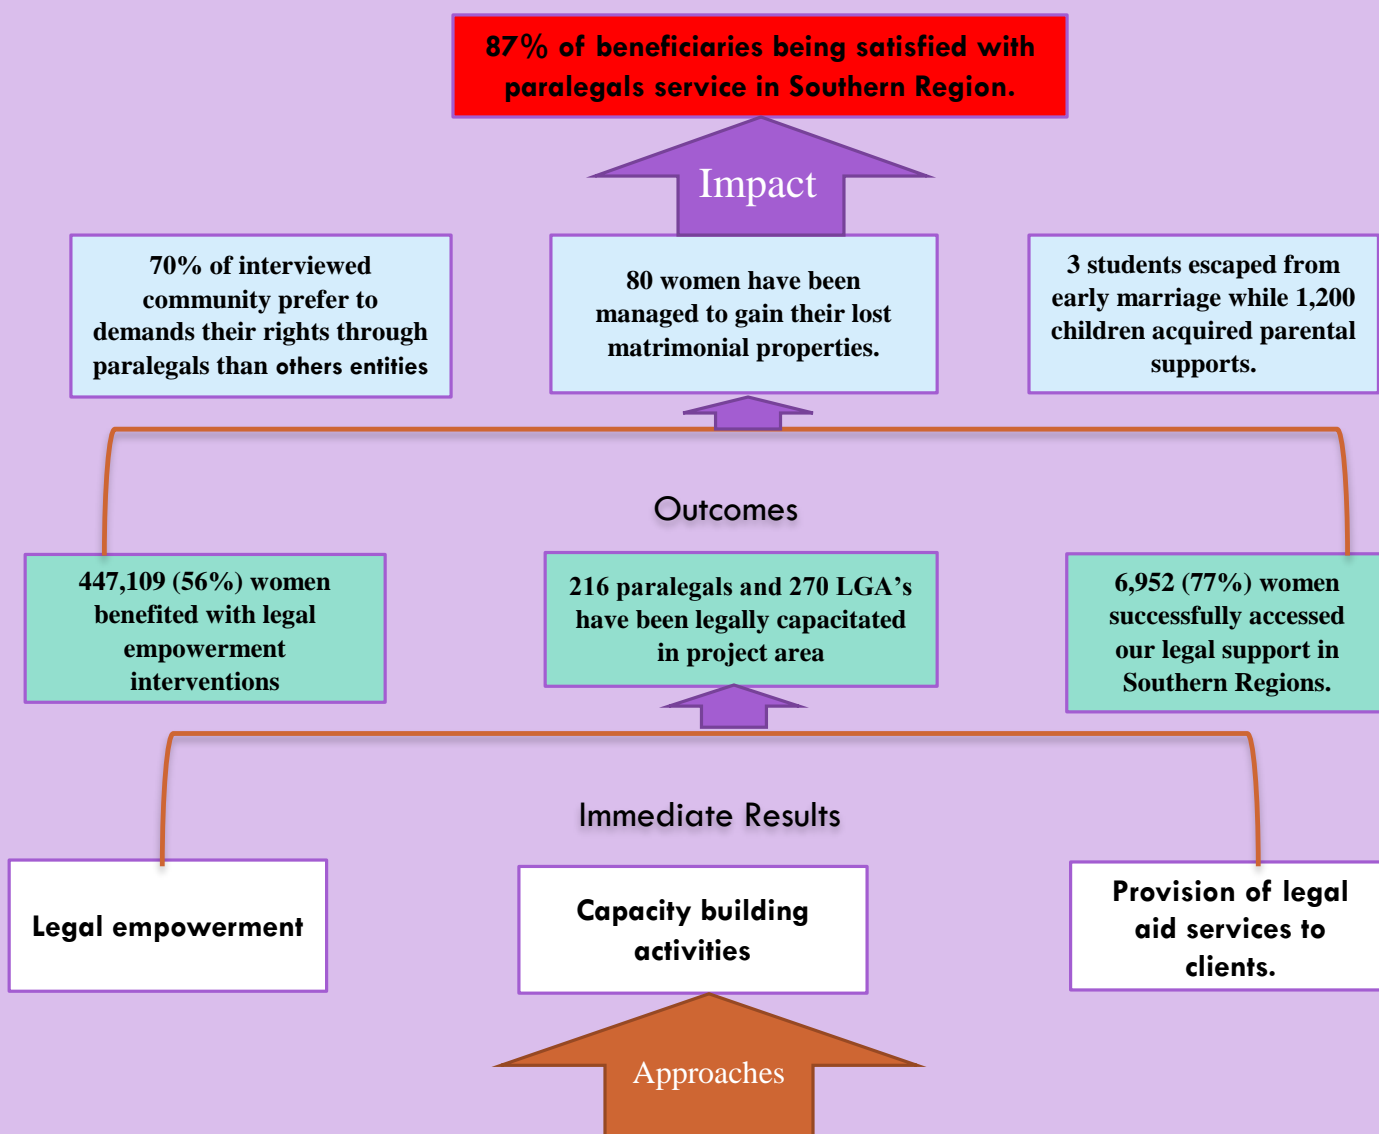 87% of beneficiaries being satisfied with
paralegals service in Southern Region.
Impact
70% of interviewed
community prefer to
demands their rights through
paralegals than others entities
80 women have been
managed to gain their lost
matrimonial properties.
3 students escaped from
early marriage while 1,200
children acquired parental
supports.
Outcomes
447,109 (56%) women
benefited with legal
empowerment
interventions
216 paralegals and 270 LGA’s
have been legally capacitated
in project area
6,952 (77%) women
successfully accessed
our legal support in
Southern Regions.
Immediate Results
Legal empowerment
Capacity building
activities
Provision of legal
aid services to
clients.
Approaches